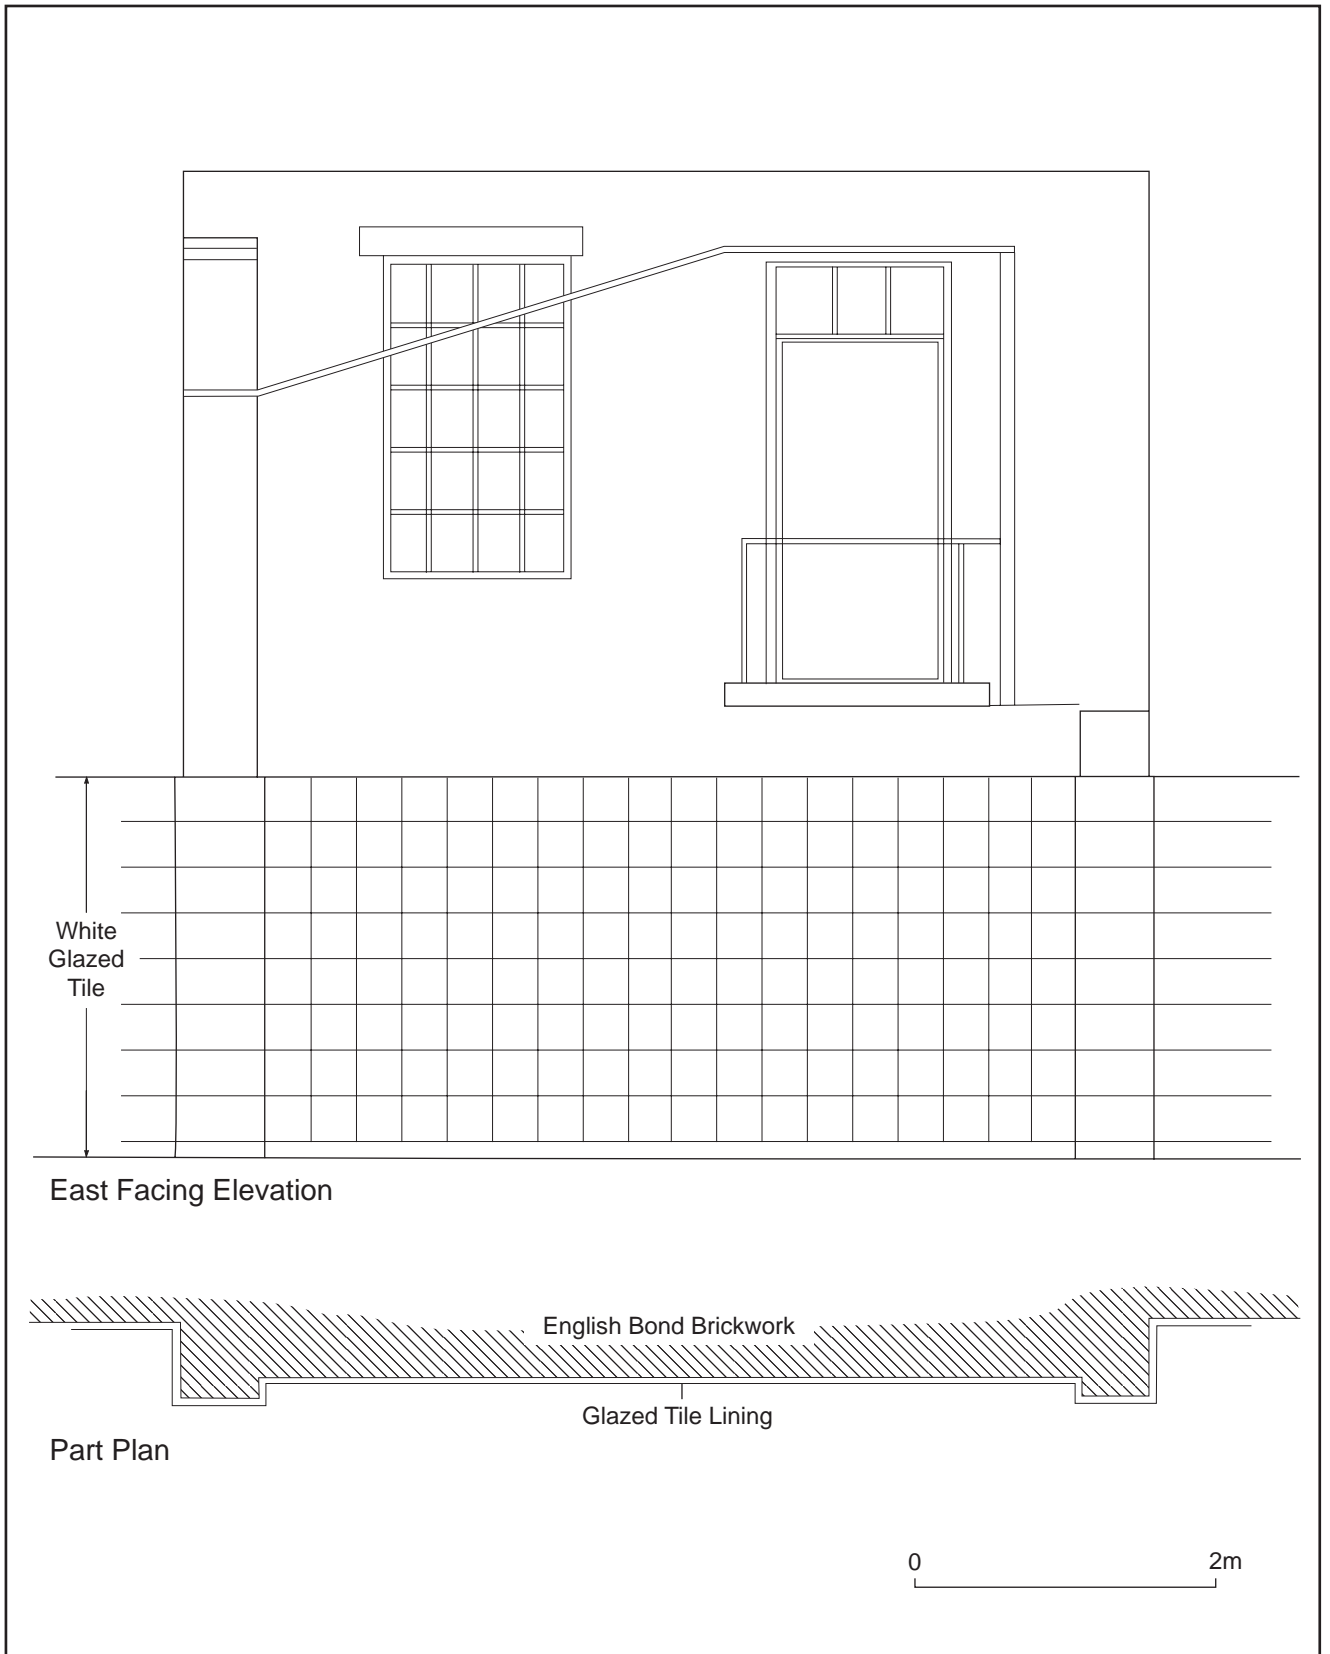 White
Glazed
Tile
East Facing Elevation
English Bond Brickwork
Glazed Tile Lining
Part Plan
0 2m